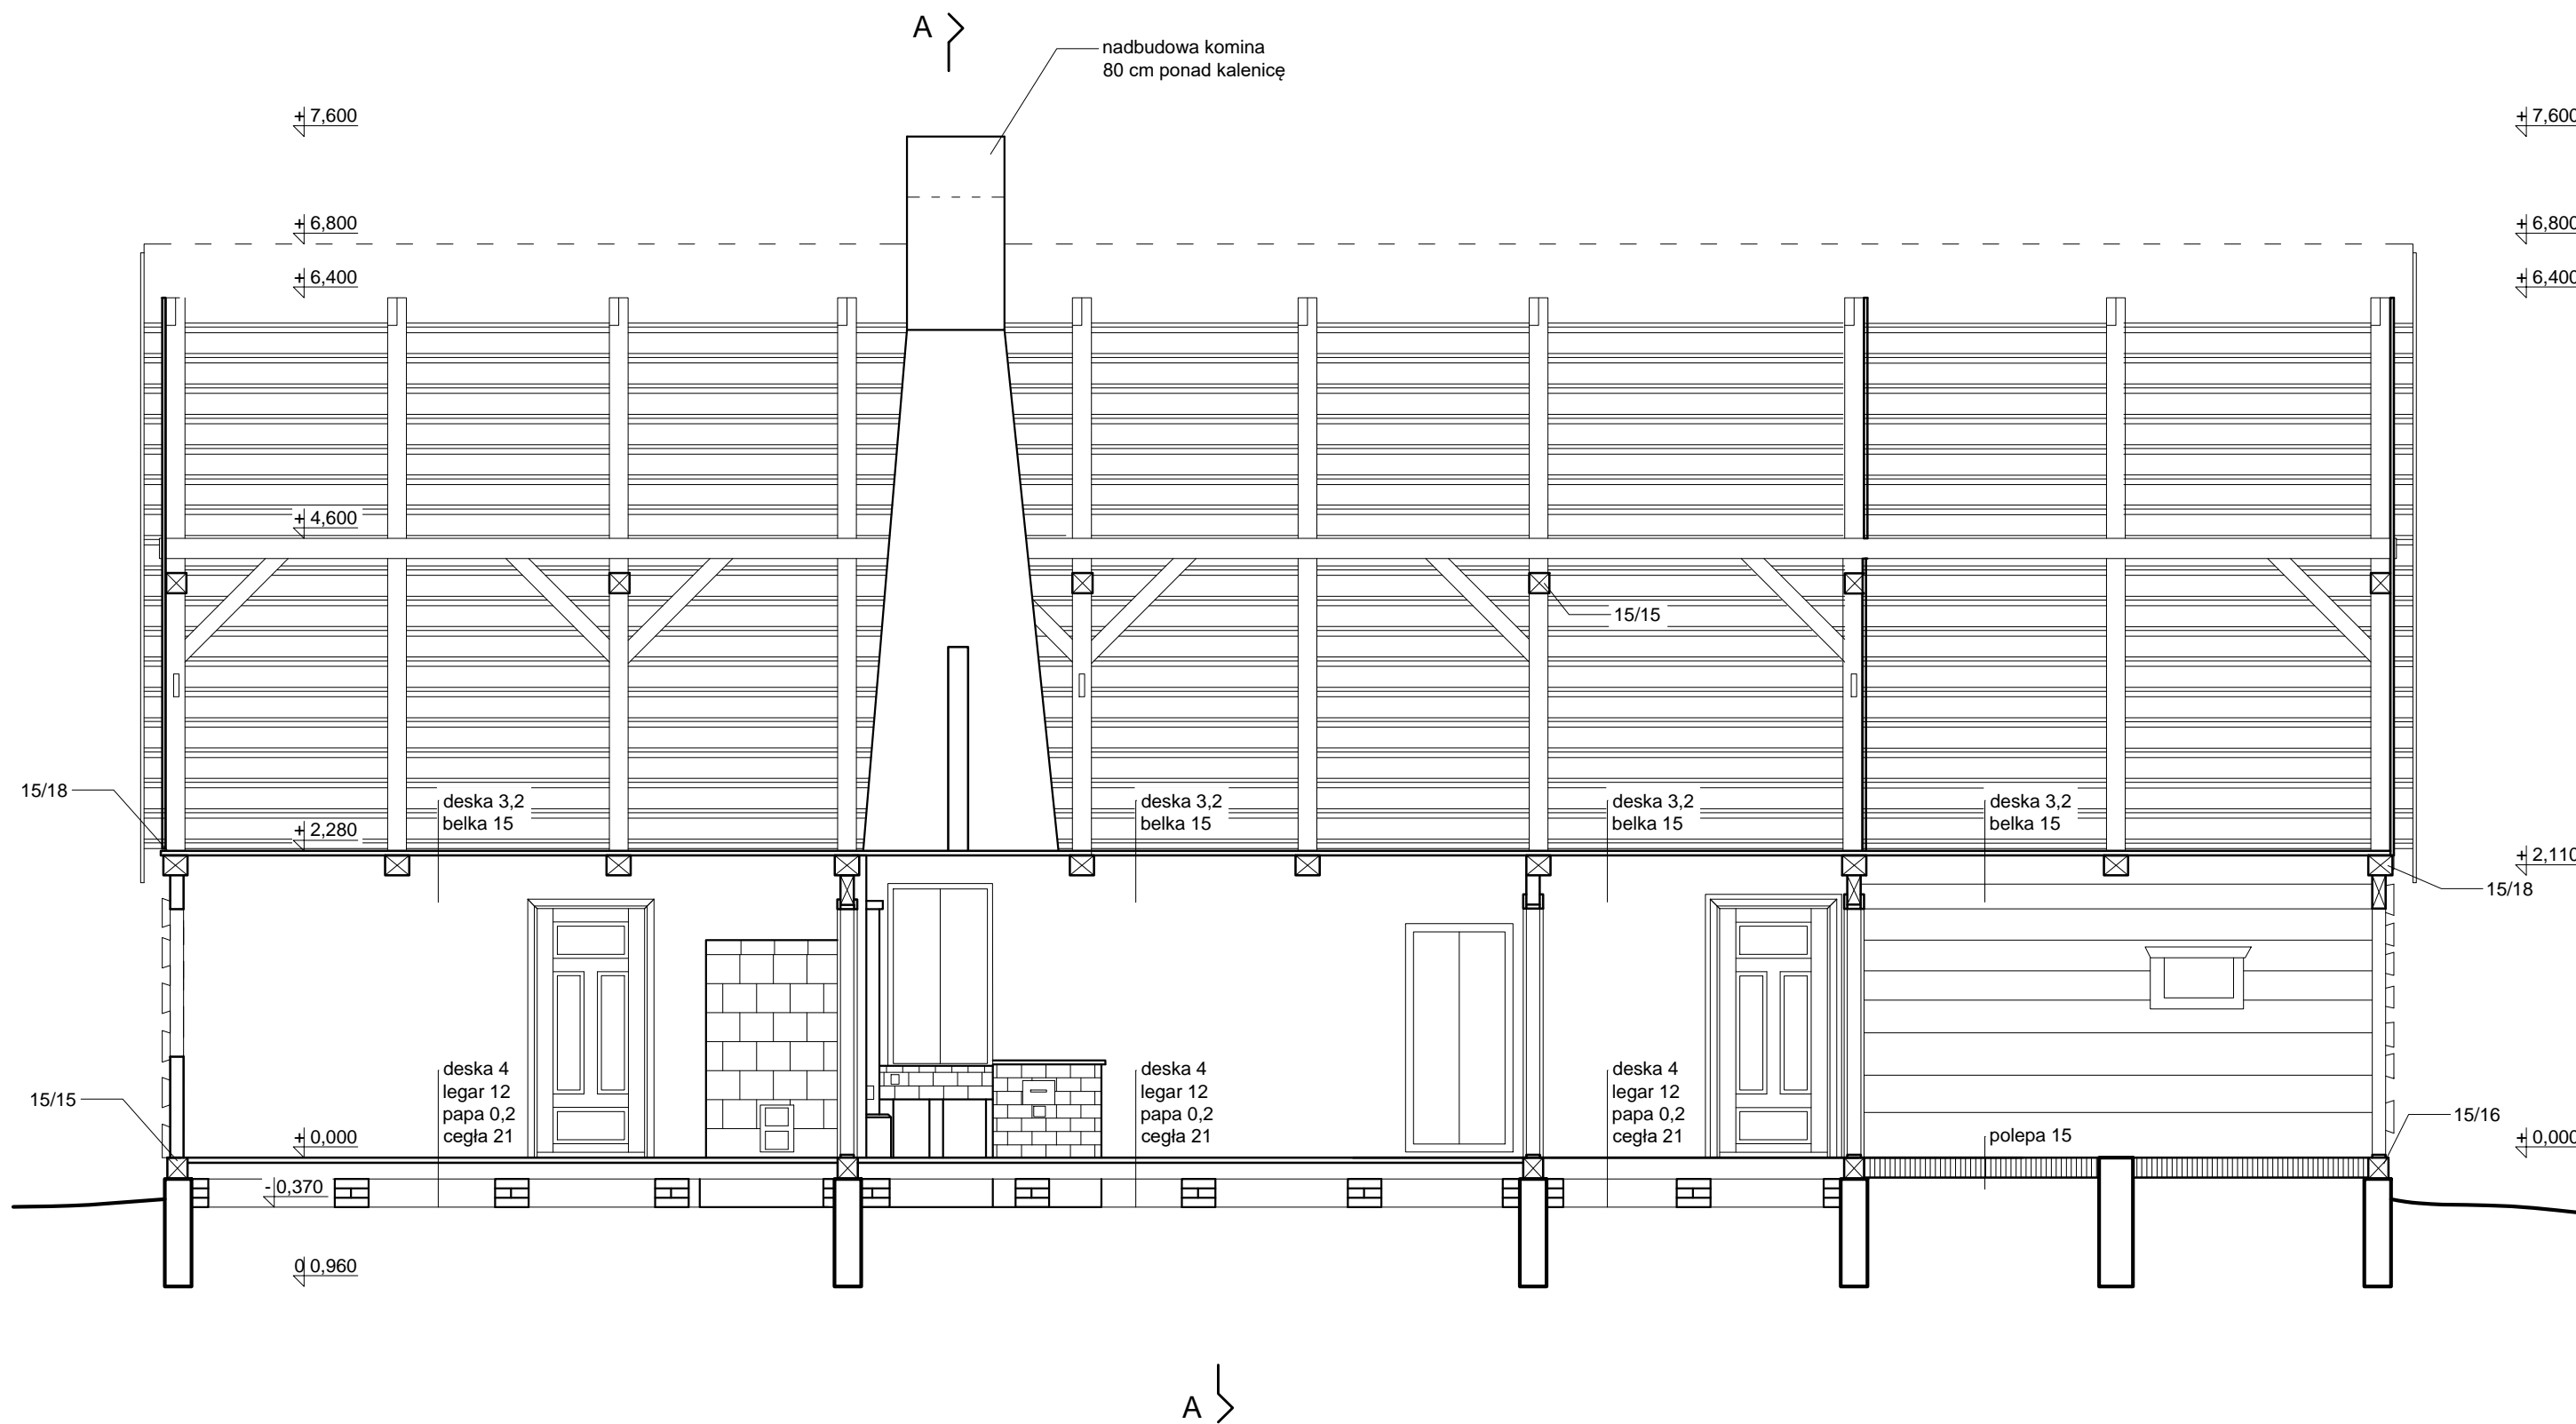 A
nadbudowa komina
80 cm ponad kalenicę
+ 7,600
+ 7,600
+ 6,800
+ 6,800
+ 6,400
+ 6,400
+ 4,600
15/15
15/18
deska 3,2
belka 15
deska 3,2
belka 15
deska 3,2
belka 15
deska 3,2
belka 15
+ 2,280
+ 2,110
15/18
deska 4
legar 12
papa 0,2
cegła 21
deska 4
legar 12
papa 0,2
cegła 21
deska 4
legar 12
papa 0,2
cegła 21
15/15
15/16
+ 0,000
polepa 15
+ 0,000
- 0,370
0 0,960
A